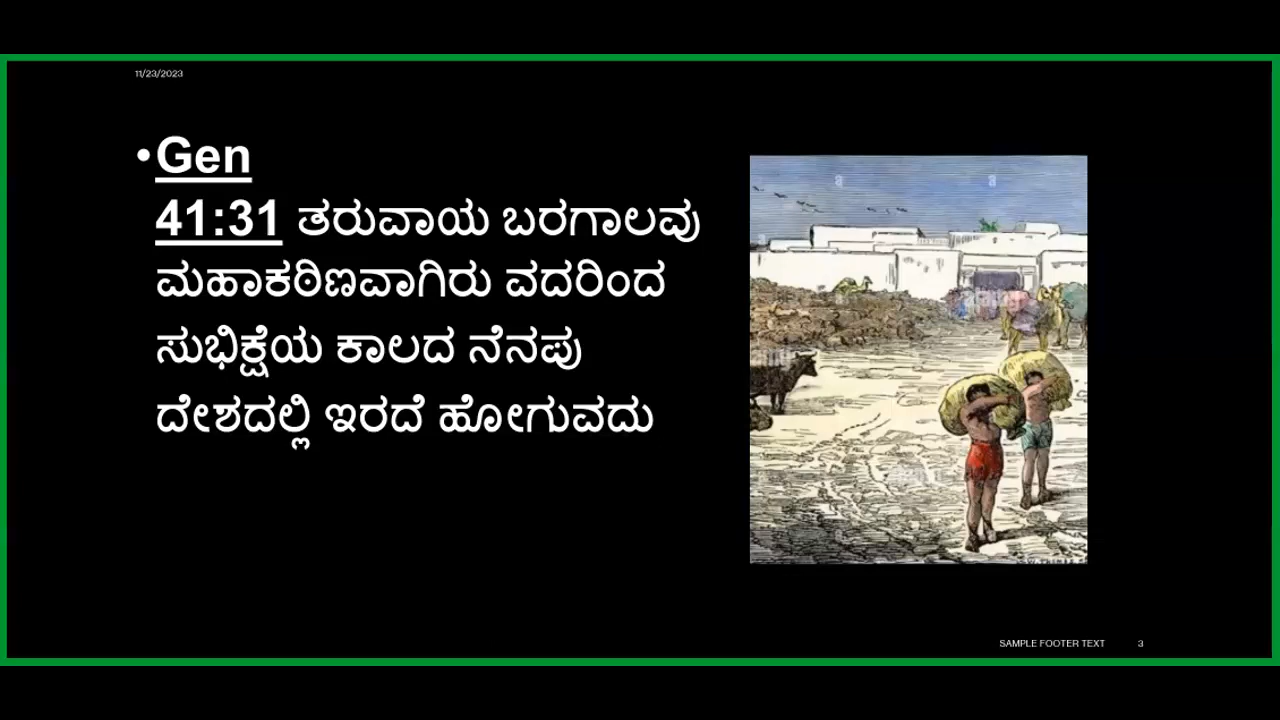 11/23/2023
•Gen
41:31 ತರುವಾಯ ಬರಗಾಲವು
ಮಹಾಕಠಿಣವಾಗಿರು ವದರಿಂದ
ಸುಭಿಕ್ಷೆಯ ಕಾಲದ ನೆನಪು
ದೇಶದಲ್ಲಿ ಇರದೆ ಹೋಗುವದು
a a
alamy
SAMPLE FOOTER TEXT 3